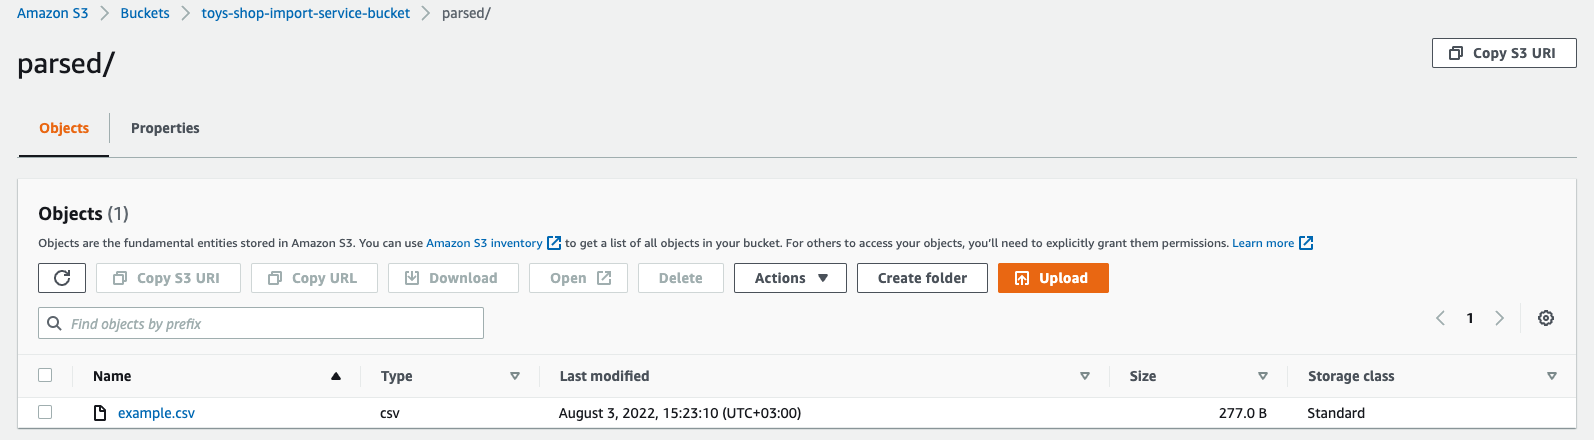 Amazon S3 > Buckets > toys-shop-import-service-bucket > parsed/
parsed/
Copy S3 URI
Objects
Properties
Objects (1)
Objects are the fundamental entities stored in Amazon S3. You can use Amazon S3 inventory to get a list of all objects in your bucket. For others to access your objects, you'll need to explicitly grant them permissions. Learn more
Copy S3 URI Copy URL Download Open Delete Actions Create folder Upload
Find objects by prefix
1
Name Type Last modified Size Storage class
example.csv csv August 3, 2022, 15:23:10 (UTC+03:00) 277.0 B Standard